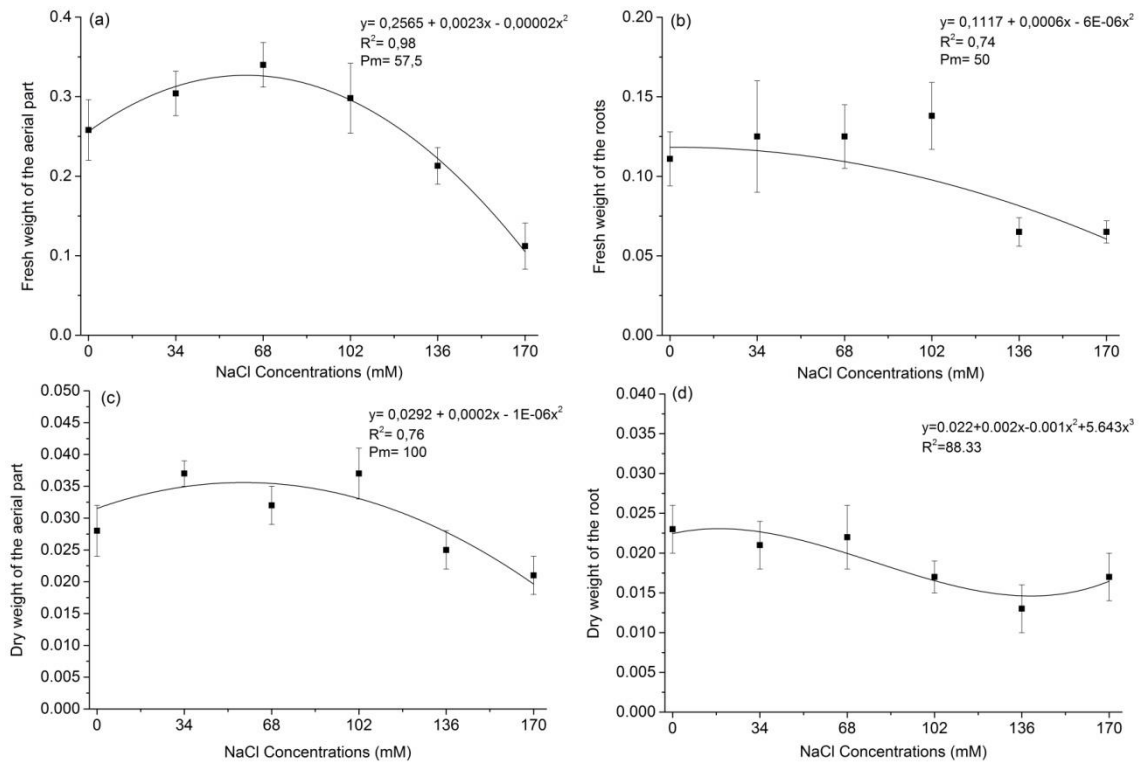 (a)
y= 0,2565 + 0,0023x - 0,00002x²
R²= 0,98
Pm= 57,5
Fresh weight of the aerial part
0.4
0.3
0.2
0.1
0.0
0 34 68 102 136 170
NaCl Concentrations (mM)
(b)
y= 0,1117 + 0,0006x - 6E-06x²
R²= 0,74
Pm= 50
Fresh weight of the roots
0.20
0.15
0.10
0.05
0.00
0 34 68 102 136 170
NaCl Concentrations (mM)
(c)
y= 0,0292 + 0,0002x - 1E-06x²
R²= 0,76
Pm= 100
Dry weight of the aerial part
0.050
0.045
0.040
0.035
0.030
0.025
0.020
0.015
0.010
0.005
0.000
0 34 68 102 136 170
NaCl Concentrations (mM)
(d)
y=0.022+0.002x-0.001x²+5.643x³
R²=88.33
Dry weight of the root
0.040
0.035
0.030
0.025
0.020
0.015
0.010
0.005
0.000
0 34 68 102 136 170
NaCl Concentrations (mM)